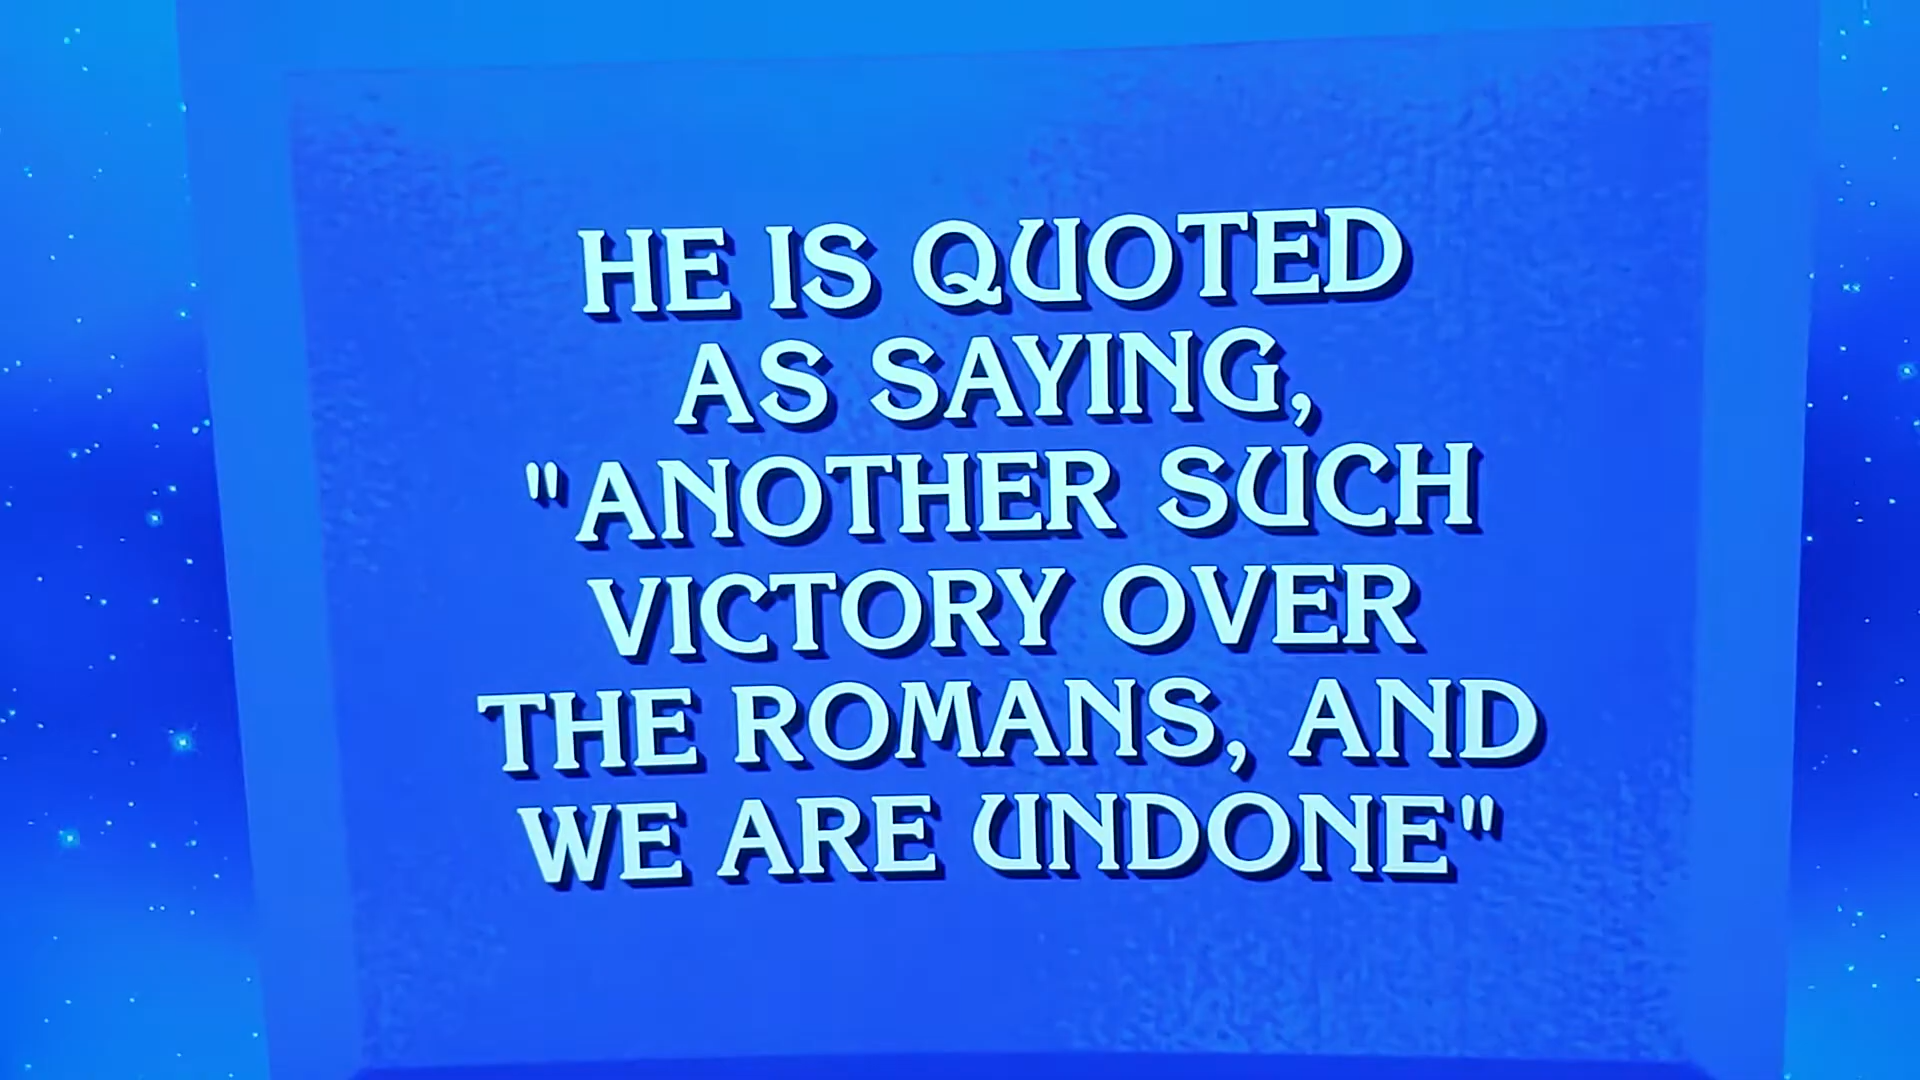 HE IS QUOTED
AS SAYING,
"ANOTHER SUCH
VICTORY OVER
THE ROMANS, AND
WE ARE UNDONE"